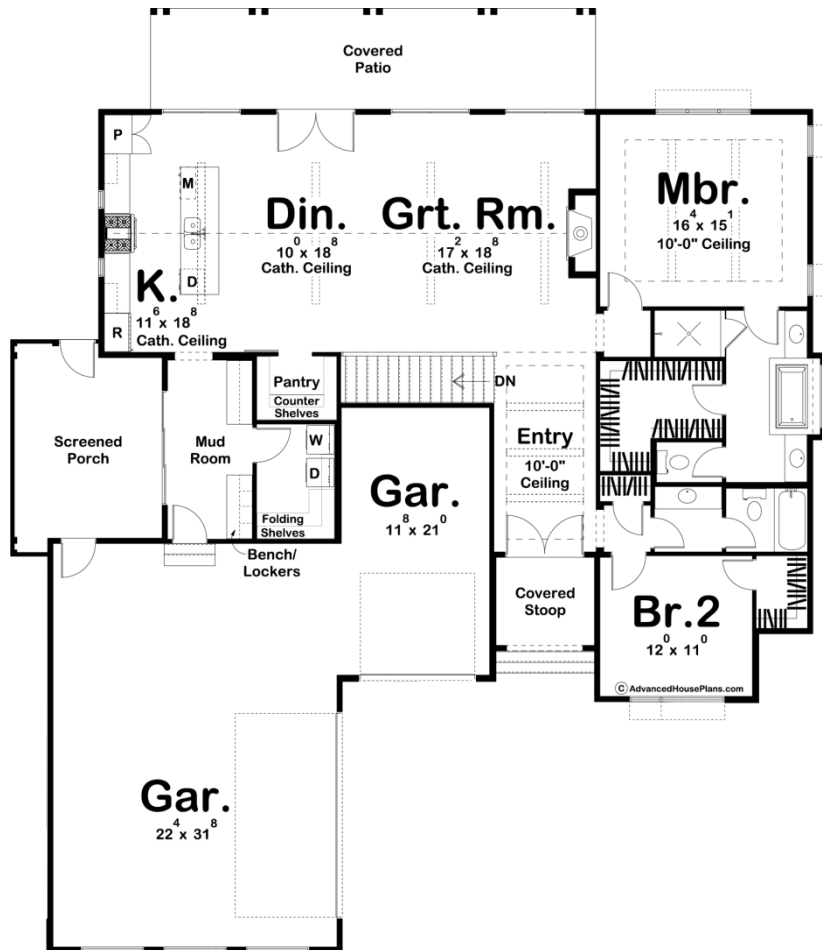 Covered
Patio
P
M
Din.
10⁰ x 18⁸
Cath. Ceiling
Grt. Rm.
17² x 18⁸
Cath. Ceiling
Mbr.
16⁴ x 15¹
10'-0" Ceiling
D
K.
11⁶ x 18⁸
Cath. Ceiling
R
Pantry
Counter
Shelves
DN
Screened
Porch
Mud
Room
W
D
Folding
Shelves
Bench/
Lockers
Entry
10'-0"
Ceiling
Gar.
11⁸ x 21⁰
Covered
Stoop
Br.2
12⁰ x 11⁰
© AdvancedHousePlans.com
Gar.
22⁴ x 31⁸